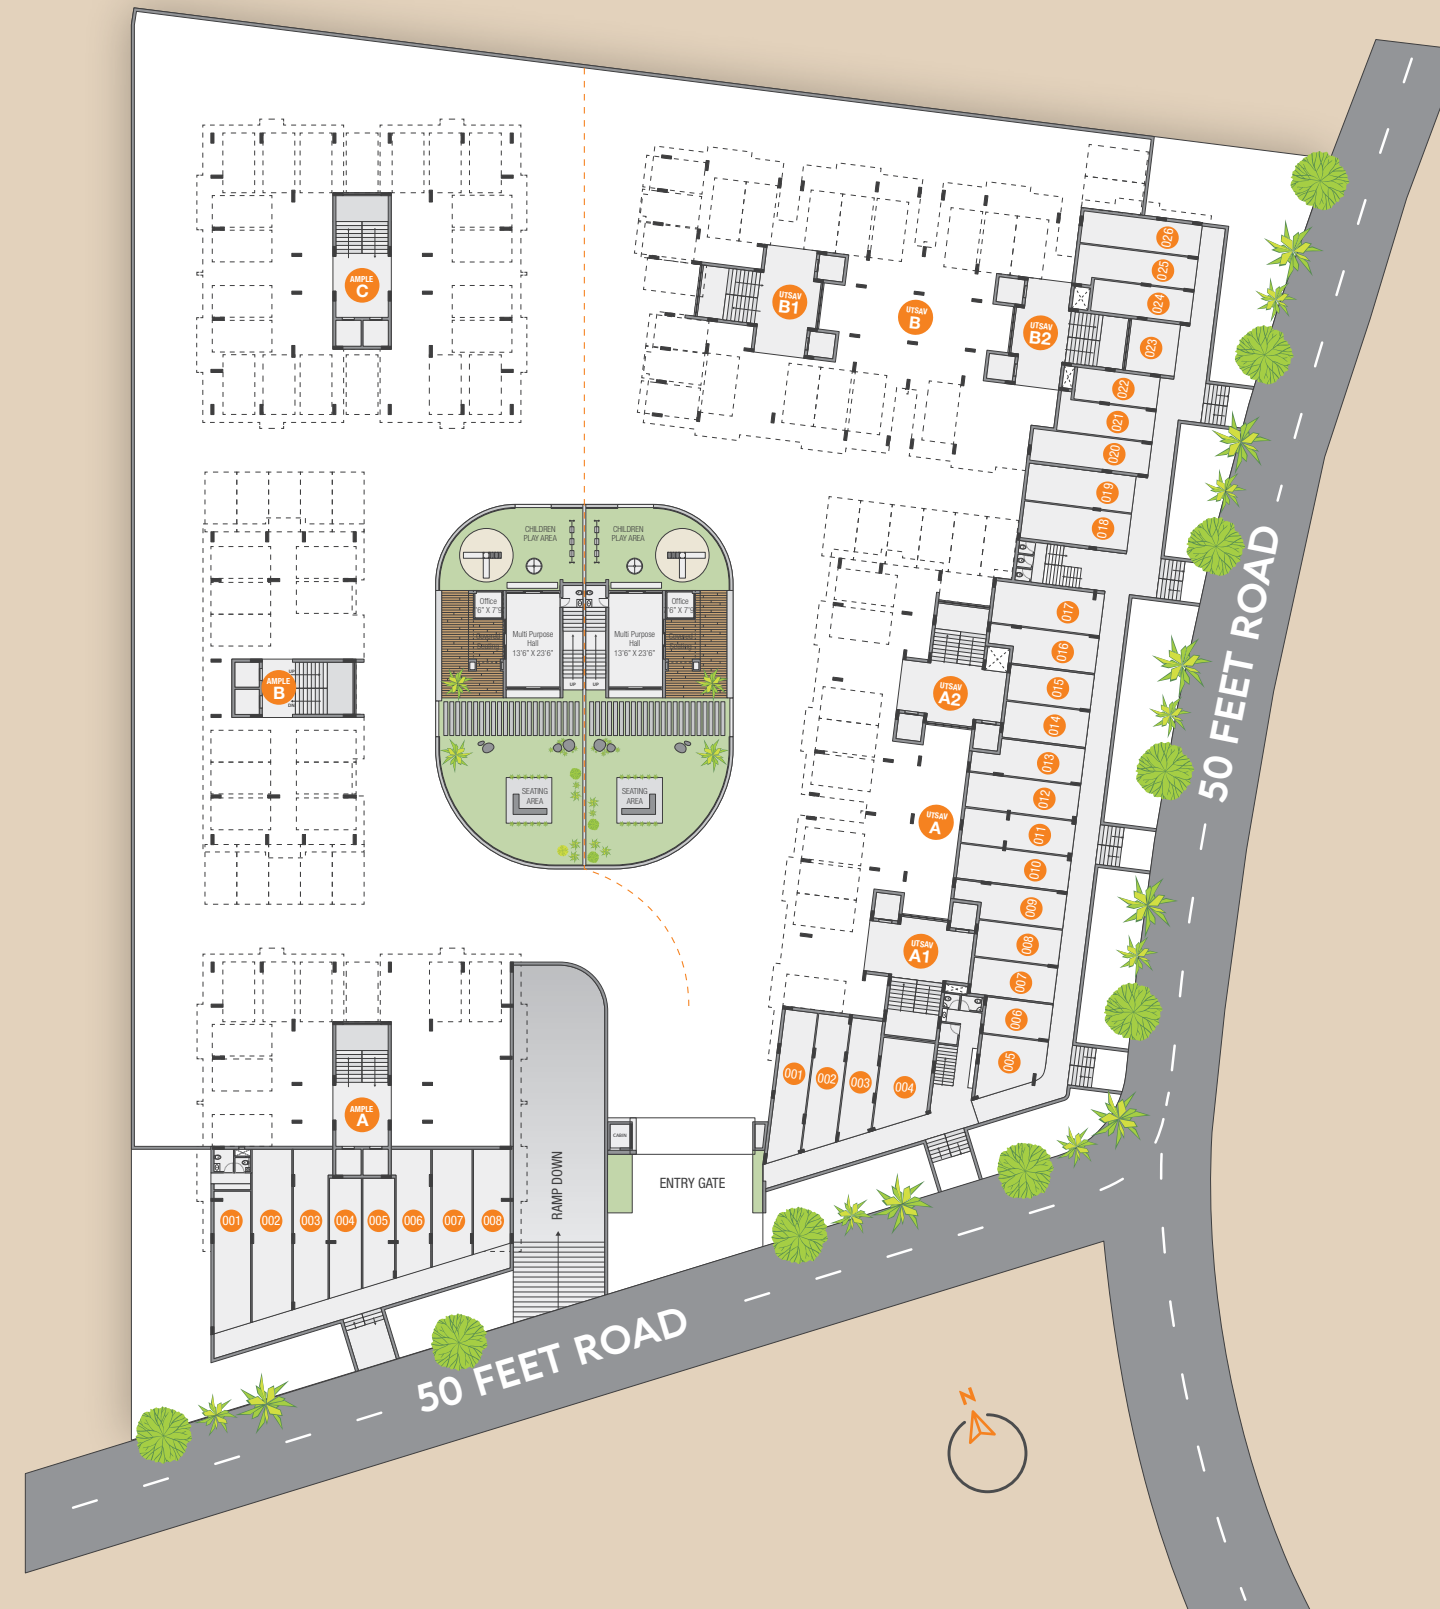 AMPLE
C
UTSAV
B1
UTSAV
B
UTSAV
B2
026
025
024
023
022
021
020
019
018
CHILDREN
PLAY AREA
CHILDREN
PLAY AREA
Office
Office
Multi Purpose
Hall
13'6" X 23'6"
Multi Purpose
Hall
13'6" X 23'6"
UP
UP
SEATING
AREA
SEATING
AREA
AMPLE
B
UP
DN
017
016
015
014
013
012
011
010
009
008
007
006
005
UTSAV
A2
UTSAV
A
UTSAV
A1
001
002
003
004
50 FEET ROAD
AMPLE
A
CABIN
RAMP DOWN
ENTRY GATE
001
002
003
004
005
006
007
008
50 FEET ROAD
N